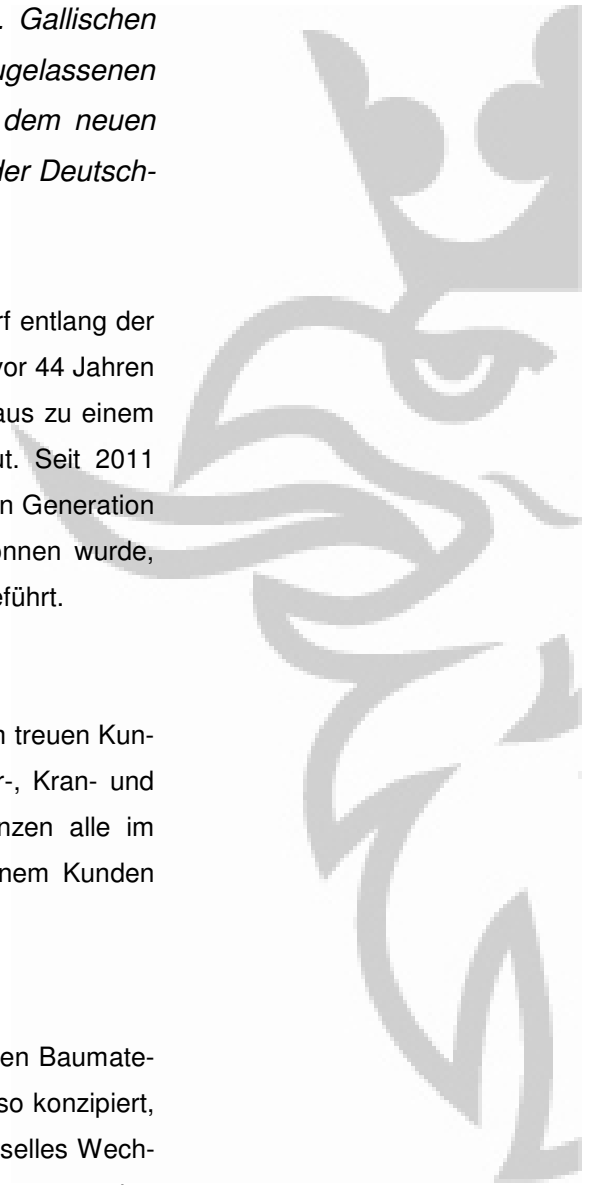 . Gallischen
ugelassenen
dem neuen
der Deutsch-
rf entlang der
vor 44 Jahren
aus zu einem
ut. Seit 2011
en Generation
onnen wurde,
eführt.
n treuen Kun-
r-, Kran- und
nzen alle im
nem Kunden
en Baumate-
so konzipiert,
selles Wech-